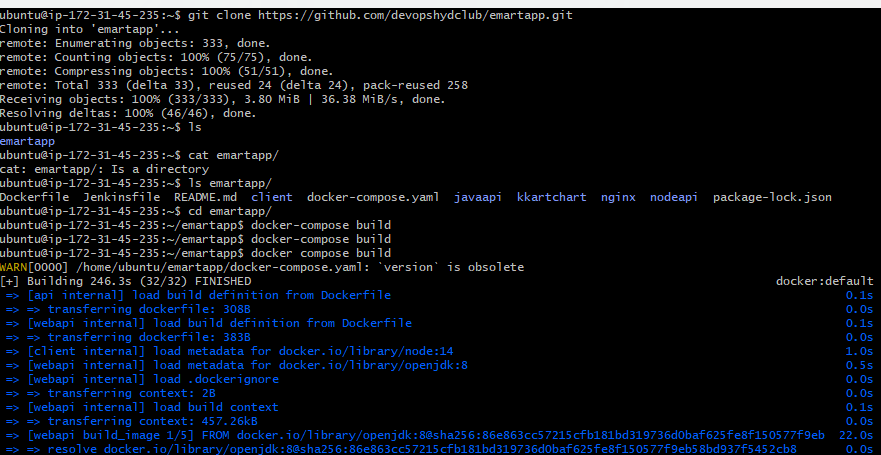 ubuntu@ip-172-31-45-235:~$ git clone https://github.com/devopshydclub/emartapp.git
Cloning into 'emartapp'...
remote: Enumerating objects: 333, done.
remote: Counting objects: 100% (75/75), done.
remote: Compressing objects: 100% (51/51), done.
remote: Total 333 (delta 33), reused 24 (delta 24), pack-reused 258
Receiving objects: 100% (333/333), 3.80 MiB | 36.38 MiB/s, done.
Resolving deltas: 100% (46/46), done.
ubuntu@ip-172-31-45-235:~$ ls
emartapp
ubuntu@ip-172-31-45-235:~$ cat emartapp/
cat: emartapp/: Is a directory
ubuntu@ip-172-31-45-235:~$ ls emartapp/
Dockerfile  Jenkinsfile  README.md  client  docker-compose.yaml  javaapi  kkartchart  nginx  nodeapi  package-lock.json
ubuntu@ip-172-31-45-235:~$ cd emartapp/
ubuntu@ip-172-31-45-235:~/emartapp$ docker-compose build
ubuntu@ip-172-31-45-235:~/emartapp$ docker-compose build
ubuntu@ip-172-31-45-235:~/emartapp$ docker compose build
WARN[0000] /home/ubuntu/emartapp/docker-compose.yaml: `version` is obsolete
[+] Building 246.3s (32/32) FINISHED docker:default
=> [api internal] load build definition from Dockerfile 0.1s
=> => transferring dockerfile: 308B 0.0s
=> [webapi internal] load build definition from Dockerfile 0.1s
=> => transferring dockerfile: 383B 0.0s
=> [client internal] load metadata for docker.io/library/node:14 1.0s
=> [webapi internal] load metadata for docker.io/library/openjdk:8 0.5s
=> [webapi internal] load .dockerignore 0.0s
=> => transferring context: 2B 0.0s
=> [webapi internal] load build context 0.1s
=> => transferring context: 457.26kB 0.0s
=> [webapi build_image 1/5] FROM docker.io/library/openjdk:8@sha256:86e863cc57215cfb181bd319736d0baf625fe8f150577f9eb 22.0s
=> => resolve docker.io/library/openjdk:8@sha256:86e863cc57215cfb181bd319736d0baf625fe8f150577f9eb58bd937f5452cb8 0.0s